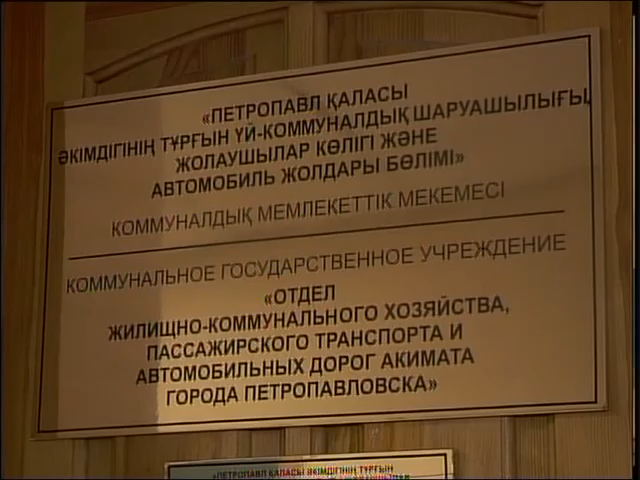 «ПЕТРОПАВЛ ҚАЛАСЫ
ӘКІМДІГІНІҢ ТҰРҒЫН ҮЙ-КОММУНАЛДЫҚ ШАРУАШЫЛЫҒЫ,
ЖОЛАУШЫЛАР КӨЛІГІ ЖӘНЕ
АВТОМОБИЛЬ ЖОЛДАРЫ БӨЛІМІ»
КОММУНАЛДЫҚ МЕМЛЕКЕТТІК МЕКЕМЕСІ
КОММУНАЛЬНОЕ ГОСУДАРСТВЕННОЕ УЧРЕЖДЕНИЕ
«ОТДЕЛ
ЖИЛИЩНО-КОММУНАЛЬНОГО ХОЗЯЙСТВА,
ПАССАЖИРСКОГО ТРАНСПОРТА И
АВТОМОБИЛЬНЫХ ДОРОГ АКИМАТА
ГОРОДА ПЕТРОПАВЛОВСКА»
«ПЕТРОПАВЛ ҚАЛАСЫ ӘКІМДІГІНІҢ ТҰРҒЫН